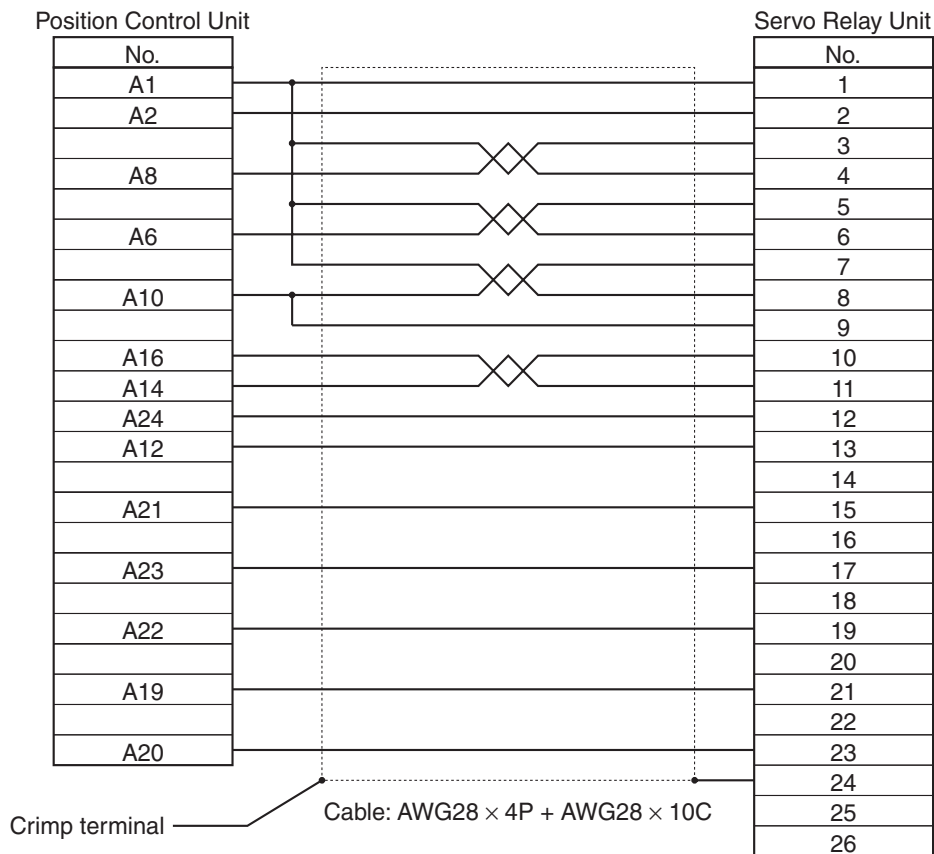 Position Control Unit
Servo Relay Unit
No.
No.
A1
1
A2
2
3
A8
4
5
A6
6
7
A10
8
9
A16
10
A14
11
A24
12
A12
13
14
A21
15
16
A23
17
18
A22
19
20
A19
21
22
A20
23
24
Cable: AWG28 × 4P + AWG28 × 10C
25
Crimp terminal
26